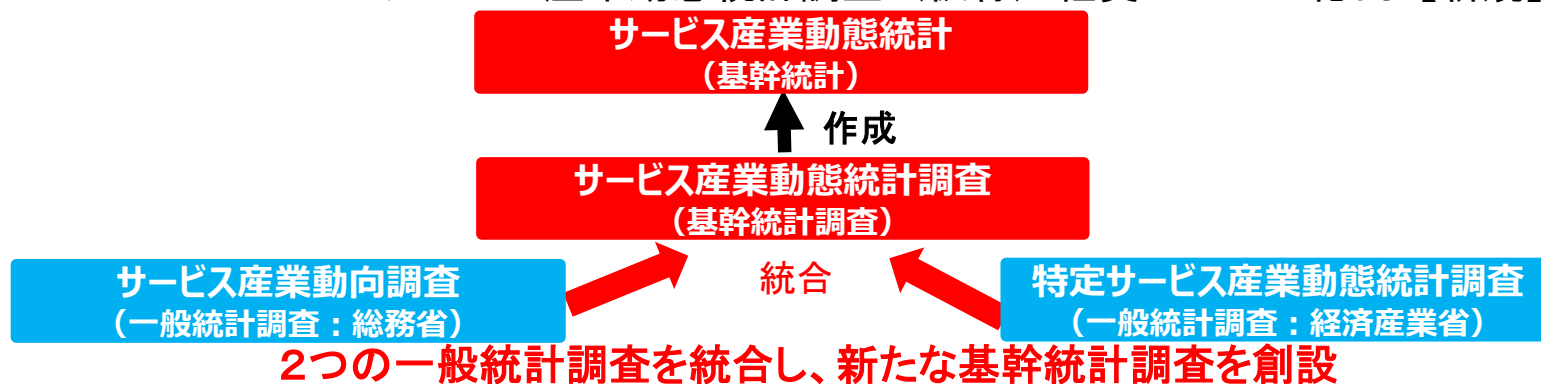 サービス産業動態統計
（基幹統計）
作成
サービス産業動態統計調査
（基幹統計調査）
統合
サービス産業動向調査
（一般統計調査：総務省）
特定サービス産業動態統計調査
（一般統計調査：経済産業省）
２つの一般統計調査を統合し、新たな基幹統計調査を創設